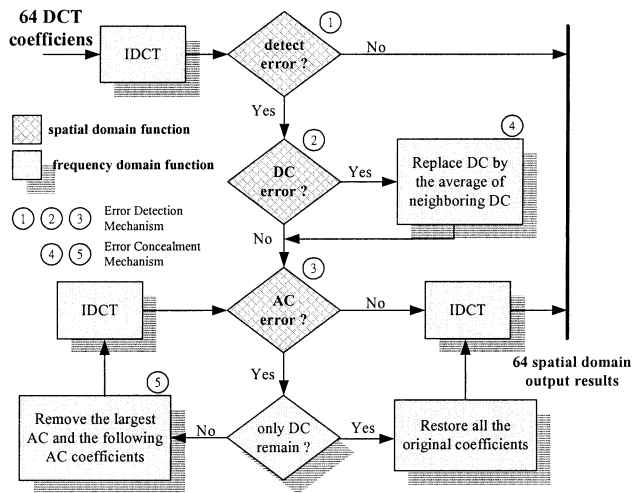 64 DCT
coefficiens
IDCT
detect
error ?
1
No
Yes
spatial domain function
frequency domain function
1 2 3 Error Detection
Mechanism
4 5 Error Concealment
Mechanism
2
DC
error ?
Yes
4
Replace DC by
the average of
neighboring DC
No
3
IDCT
AC
error ?
No
IDCT
64 spatial domain
output results
Yes
5
Remove the largest
AC and the following
AC coefficients
No
only DC
remain ?
Yes
Restore all the
original coefficients